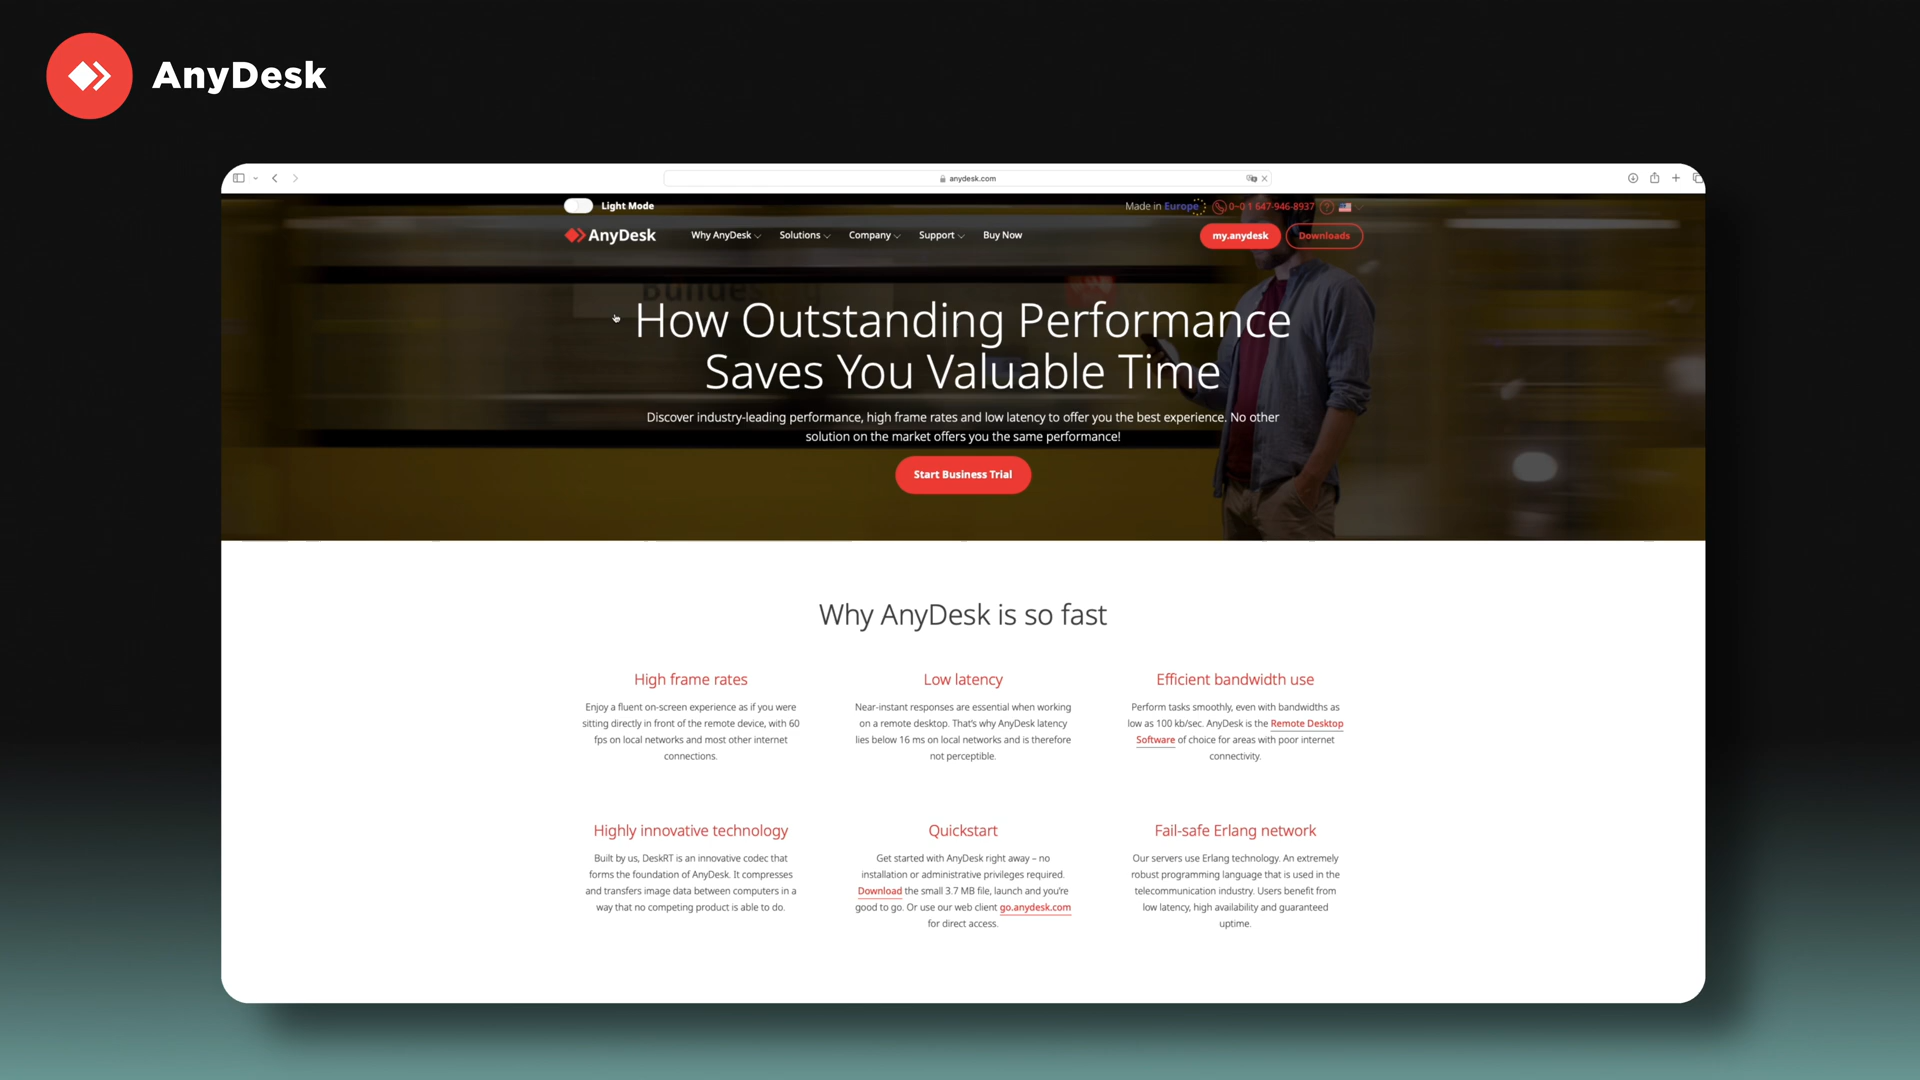 AnyDesk
anydesk.com
Light Mode
Made in Europe
0-0 1 647-946-8937
AnyDesk
Why AnyDesk
Solutions
Company
Support
Buy Now
my.anydesk
Downloads
How Outstanding Performance
Saves You Valuable Time
Discover industry-leading performance, high frame rates and low latency to offer you the best experience. No other
solution on the market offers you the same performance!
Start Business Trial
Why AnyDesk is so fast
High frame rates
Enjoy a fluent on-screen experience as if you were
sitting directly in front of the remote device, with 60
fps on local networks and most other internet
connections.
Low latency
Near-instant responses are essential when working
on a remote desktop. That's why AnyDesk latency
lies below 16 ms on local networks and is therefore
not perceptible.
Efficient bandwidth use
Perform tasks smoothly, even with bandwidths as
low as 100 kb/sec. AnyDesk is the Remote Desktop
Software of choice for areas with poor internet
connectivity.
Highly innovative technology
Built by us, DeskRT is an innovative codec that
forms the foundation of AnyDesk. It compresses
and transfers image data between computers in a
way that no competing product is able to do.
Quickstart
Get started with AnyDesk right away – no
installation or administrative privileges required.
Download the small 3.7 MB file, launch and you're
good to go. Or use our web client go.anydesk.com
for direct access.
Fail-safe Erlang network
Our servers use Erlang technology. An extremely
robust programming language that is used in the
telecommunication industry. Users benefit from
low latency, high availability and guaranteed
uptime.